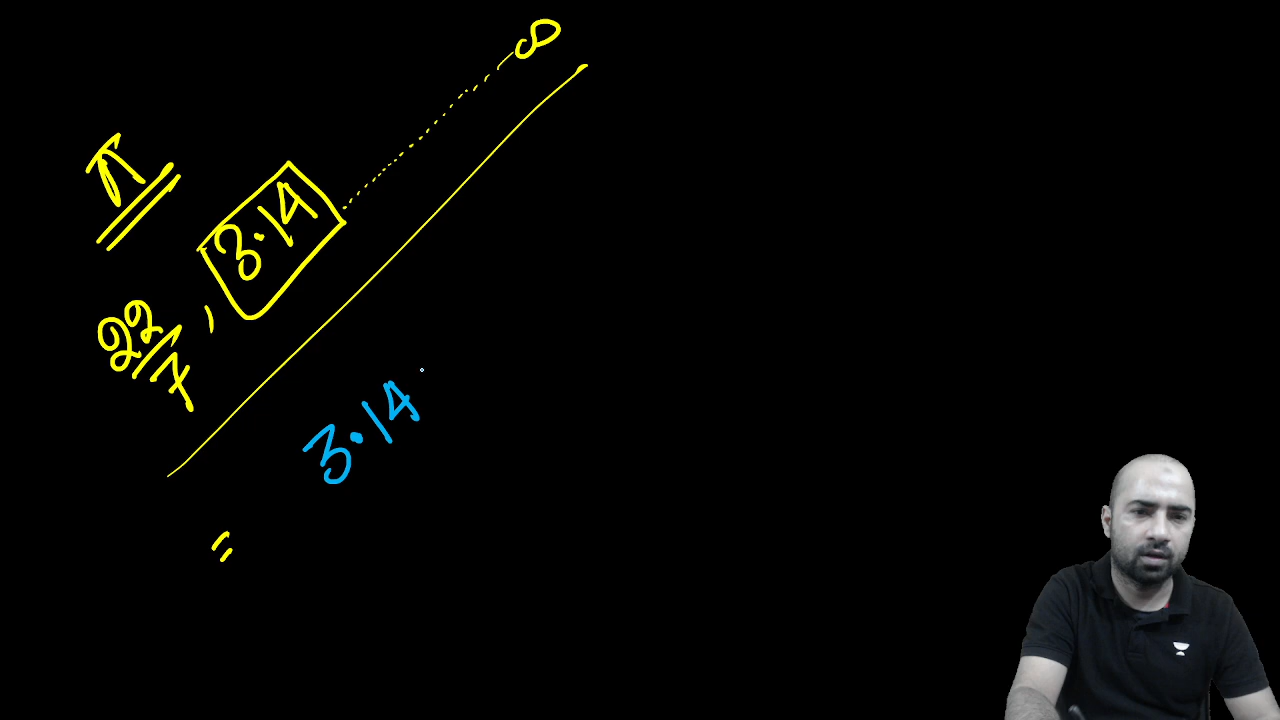 π
22/7 , 3.14 ........ ∞
3.14
=